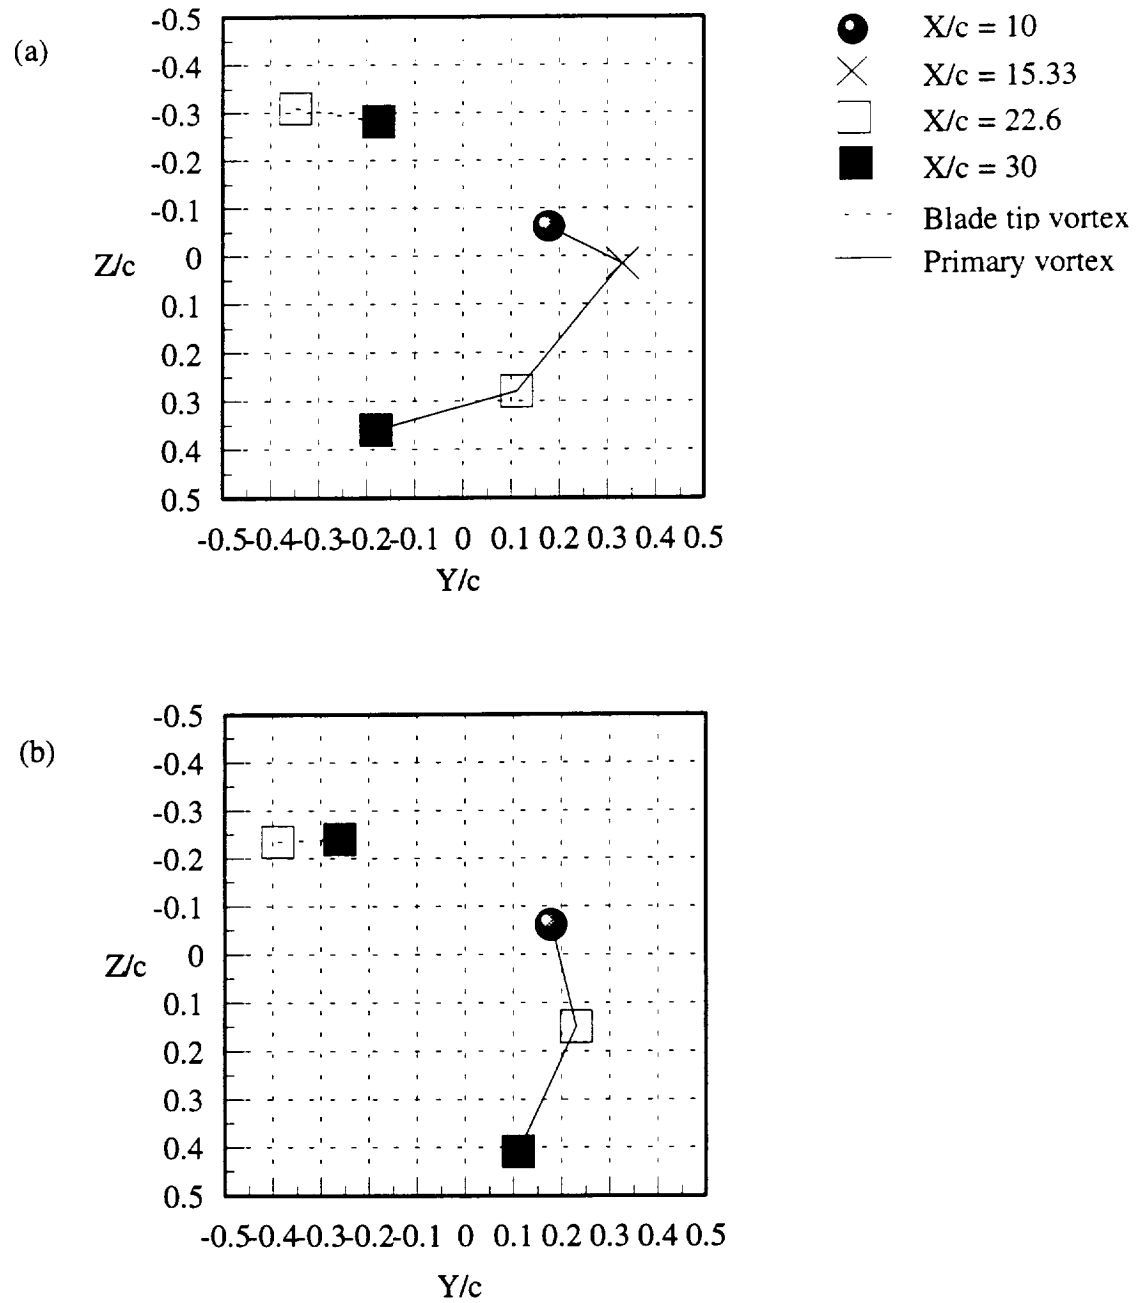 (a)
-0.5
-0.4
-0.3
-0.2
-0.1
0
0.1
0.2
0.3
0.4
0.5
Z/c
-0.5-0.4-0.3-0.2-0.1 0 0.1 0.2 0.3 0.4 0.5
Y/c
X/c = 10
X/c = 15.33
X/c = 22.6
X/c = 30
Blade tip vortex
Primary vortex
(b)
-0.5
-0.4
-0.3
-0.2
-0.1
0
0.1
0.2
0.3
0.4
0.5
Z/c
-0.5-0.4-0.3-0.2-0.1 0 0.1 0.2 0.3 0.4 0.5
Y/c